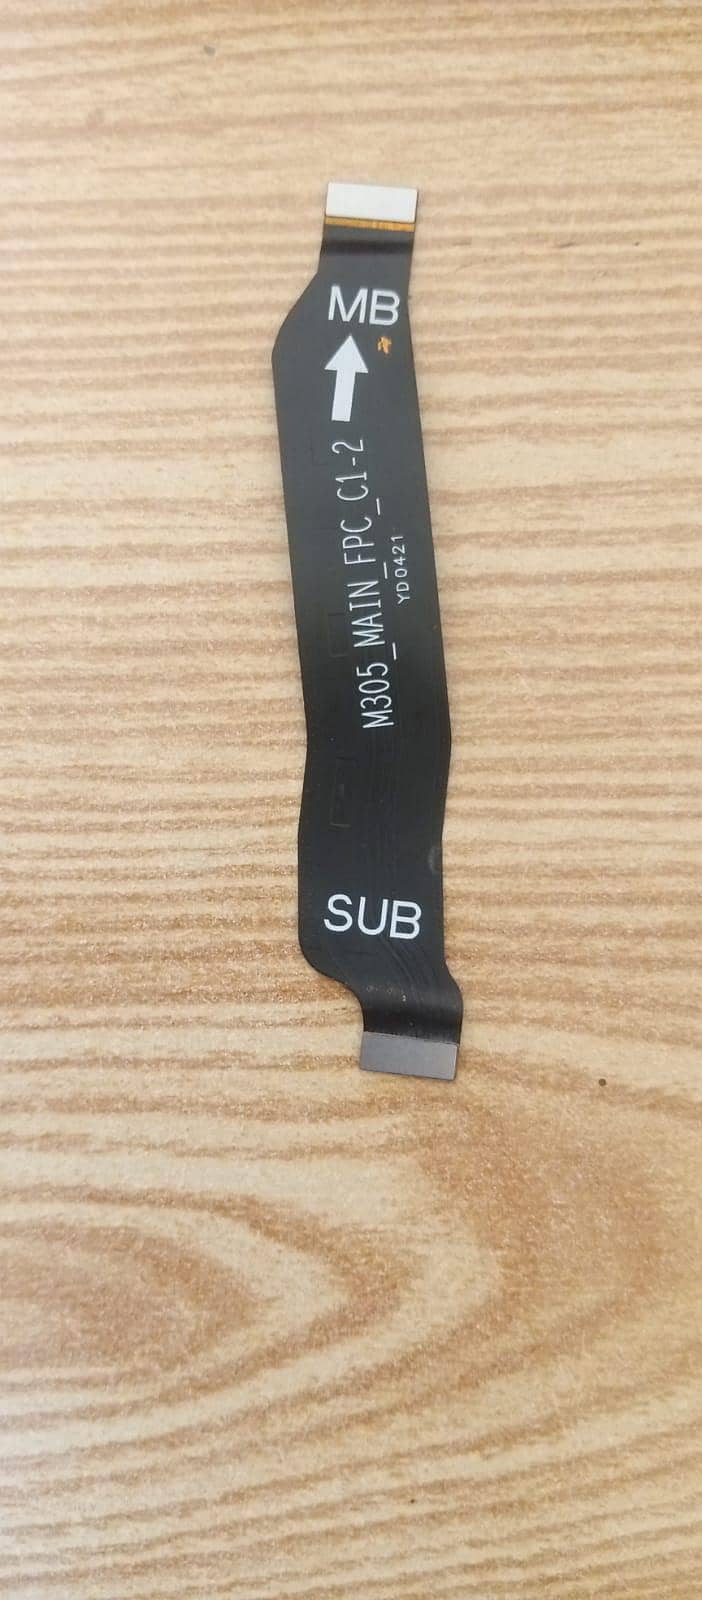 MB
M305_MAIN_FPC_C1-2
YD0421
SUB